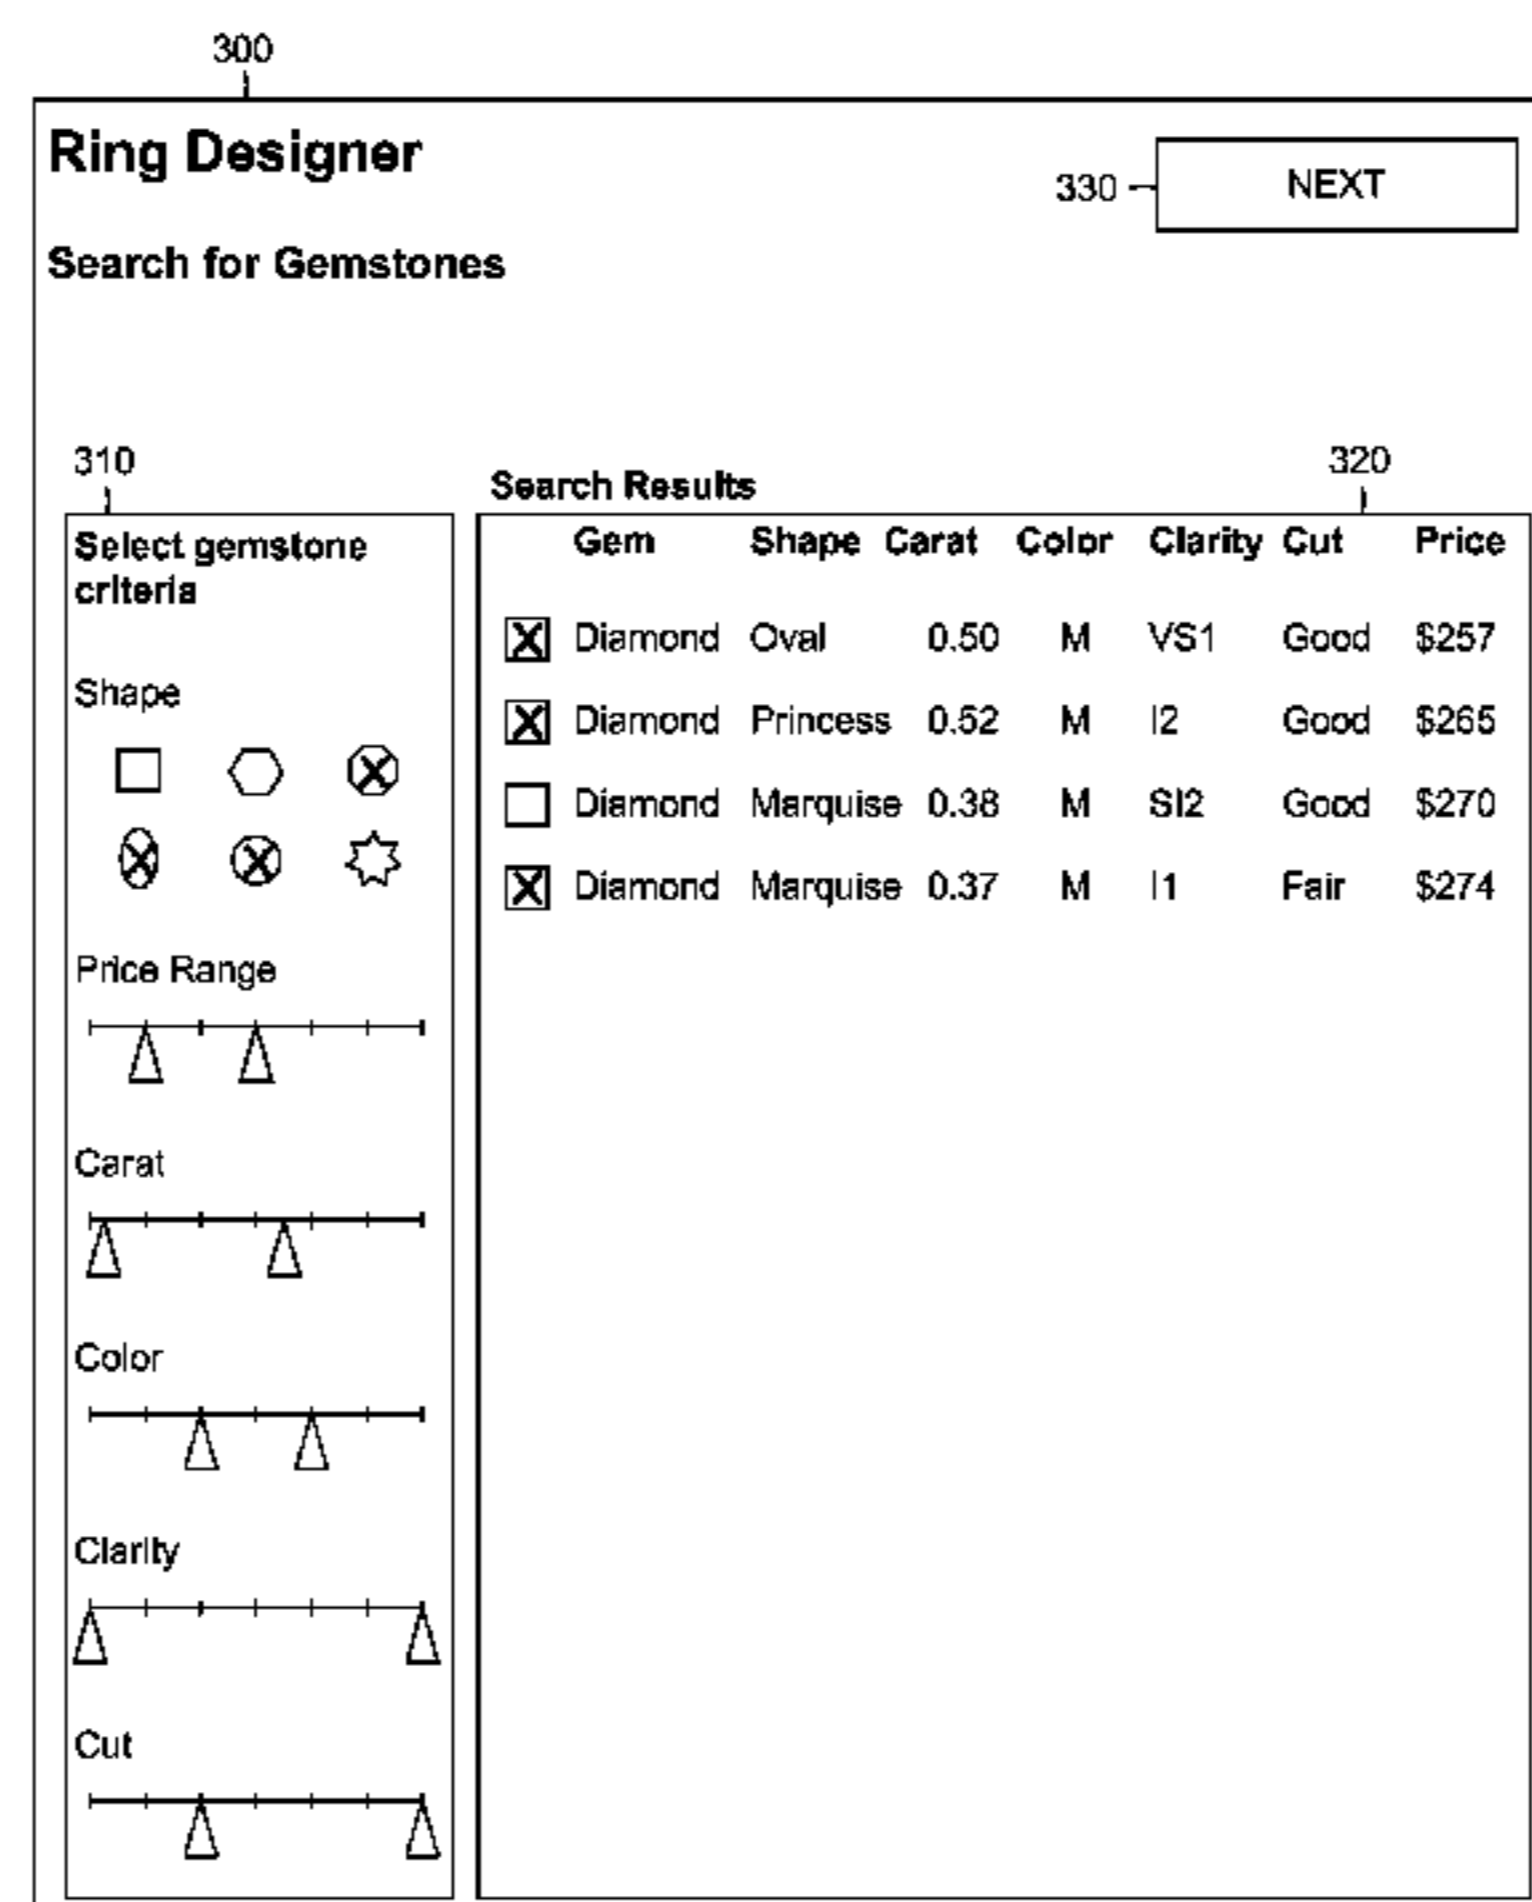 300
Ring Designer
330
NEXT
Search for Gemstones
310
Search Results
320
Select gemstone
criteria
Shape
Price Range
Carat
Color
Clarity
Cut
Gem Shape Carat Color Clarity Cut Price
Diamond Oval 0.50 M VS1 Good $257
Diamond Princess 0.52 M I2 Good $265
Diamond Marquise 0.38 M SI2 Good $270
Diamond Marquise 0.37 M I1 Fair $274